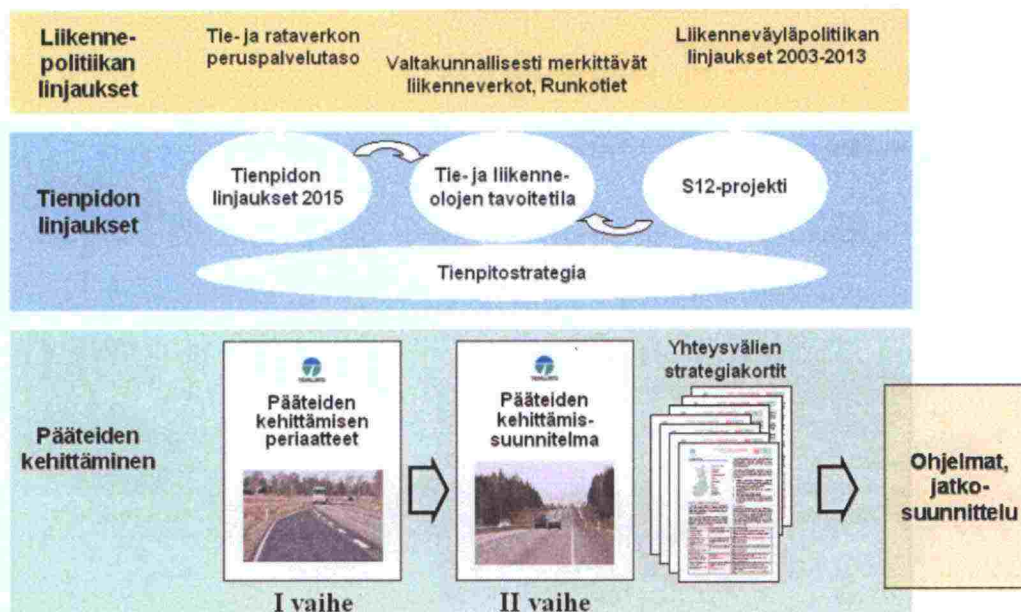 Liikenne-
politiikan
linjaukset
Tie- ja rataverkon
peruspalvelutaso
Valtakunnallisesti merkittävät
liikenneverkot, Runkotiet
Liikenneväyläpolitiikan
linjaukset 2003-2013
Tienpidon
linjaukset
Tienpidon
linjaukset 2015
Tie- ja liikenne-
olojen tavoitetila
S12-projekti
Tienpitostrategia
Pääteiden
kehittäminen
Pääteiden
kehittämisen
periaatteet
I vaihe
Pääteiden
kehittämis-
suunnitelma
II vaihe
Yhteysvälien
strategiakortit
Ohjelmat,
jatko-
suunnittelu